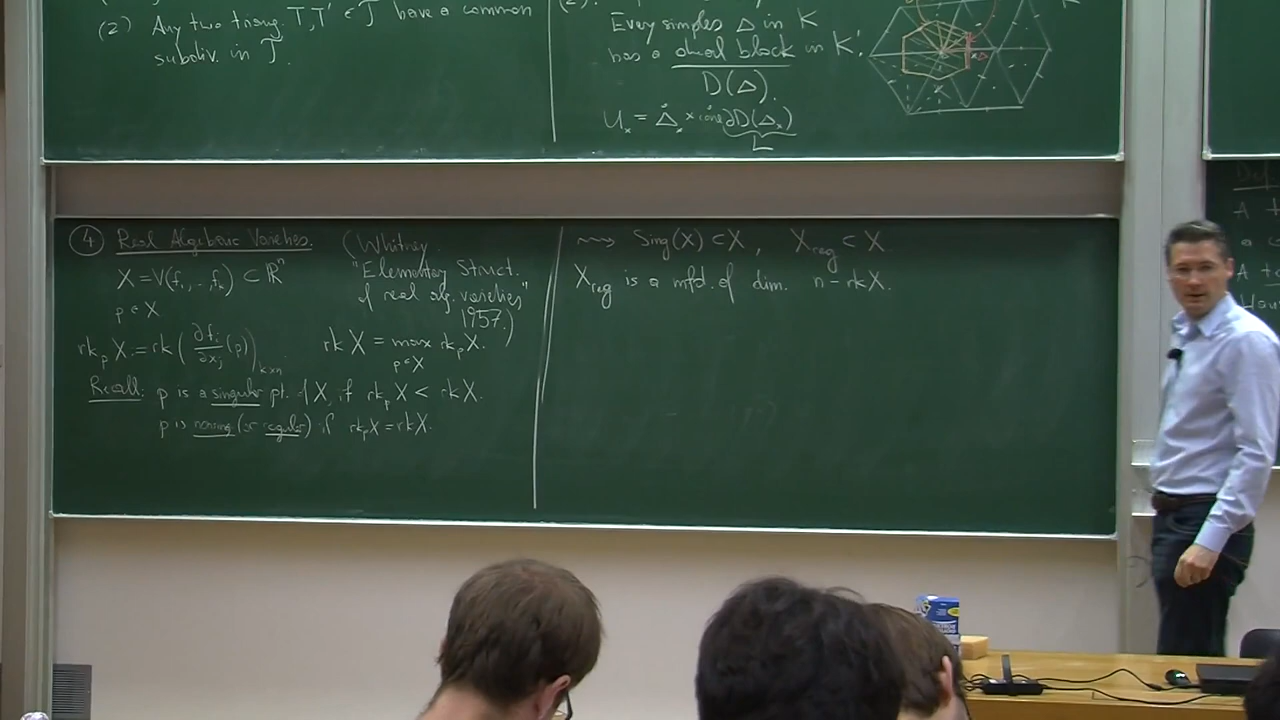 (2) Any two triang. T, T' ∈ 𝒯 have a common
subdiv. in 𝒯.
Every simplex Δ in K
has a dual block in K'.
D(Δ).
U_x = Δ̊_x × cone ∂D(Δ_x)
L
④ Real Algebraic Varieties.
X = V(f_1, .., f_k) ⊂ ℝ^n
p ∈ X
(Whitney
"Elementary Struct.
of real alg. varieties"
1957.)
rk_p X := rk (∂f_i/∂x_j (p))_{k×n}
rk X = max_{p∈X} rk_p X.
Recall: p is a singular pt. of X, if rk_p X < rk X.
p is nonsing (or regular) if rk_p X = rk X.
⇝ Sing(X) ⊂ X, X_reg ⊂ X.
X_reg is a mfd. of dim. n - rk X.